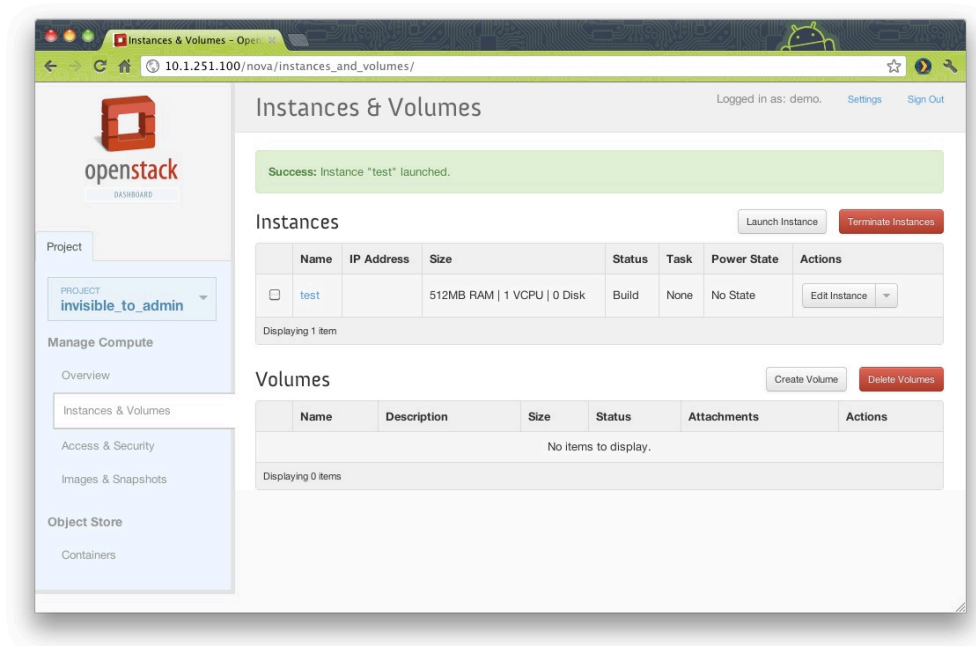 Instances & Volumes - Open
10.1.251.100/nova/instances_and_volumes/
openstack
DASHBOARD
Instances & Volumes
Logged in as: demo.
Settings
Sign Out
Success: Instance "test" launched.
Project
PROJECT
invisible_to_admin
Manage Compute
Overview
Instances & Volumes
Access & Security
Images & Snapshots
Object Store
Containers
Instances
Launch Instance
Terminate Instances
Name IP Address Size Status Task Power State Actions
test 512MB RAM | 1 VCPU | 0 Disk Build None No State Edit Instance
Displaying 1 item
Volumes
Create Volume
Delete Volumes
Name Description Size Status Attachments Actions
No items to display.
Displaying 0 items